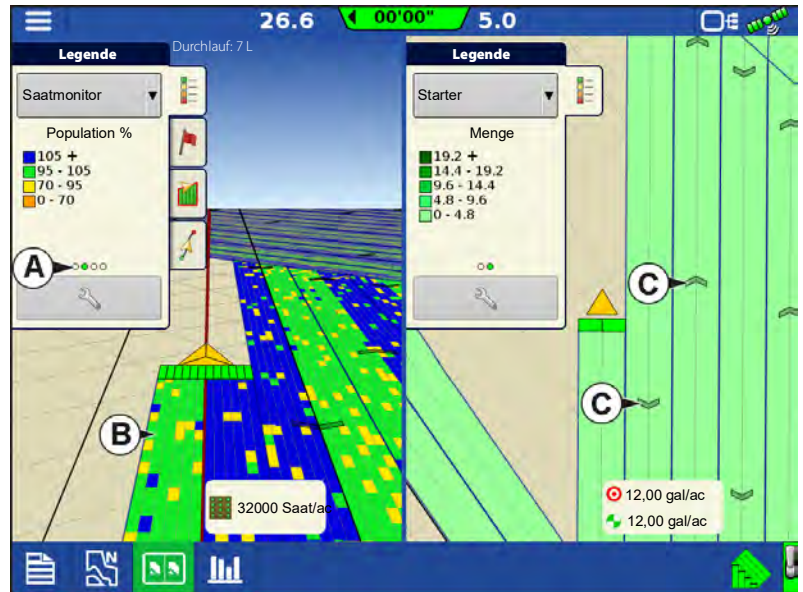 26.6
00'00"
5.0
Durchlauf: 7 L
Legende
Saatmonitor
Population %
105 +
95 - 105
70 - 95
0 - 70
A
B
32000 Saat/ac
Legende
Starter
Menge
19.2 +
14.4 - 19.2
9.6 - 14.4
4.8 - 9.6
0 - 4.8
C
C
12,00 gal/ac
12,00 gal/ac
N